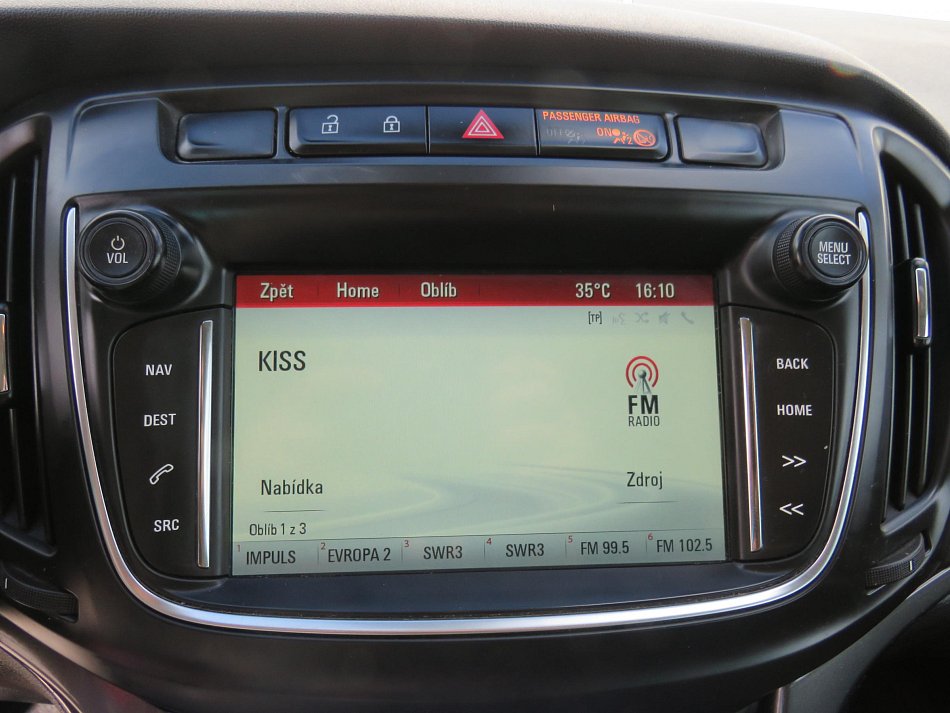 PASSENGER AIRBAG
OFF ON 2
VOL
MENU
SELECT
Zpět Home Oblíb 35°C 16:10
[TP]
KISS
FM
RADIO
NAV
DEST
SRC
BACK
HOME
>>
<<
Nabídka Zdroj
Oblíb 1 z 3
1 IMPULS 2 EVROPA 2 3 SWR3 4 SWR3 5 FM 99.5 6 FM 102.5